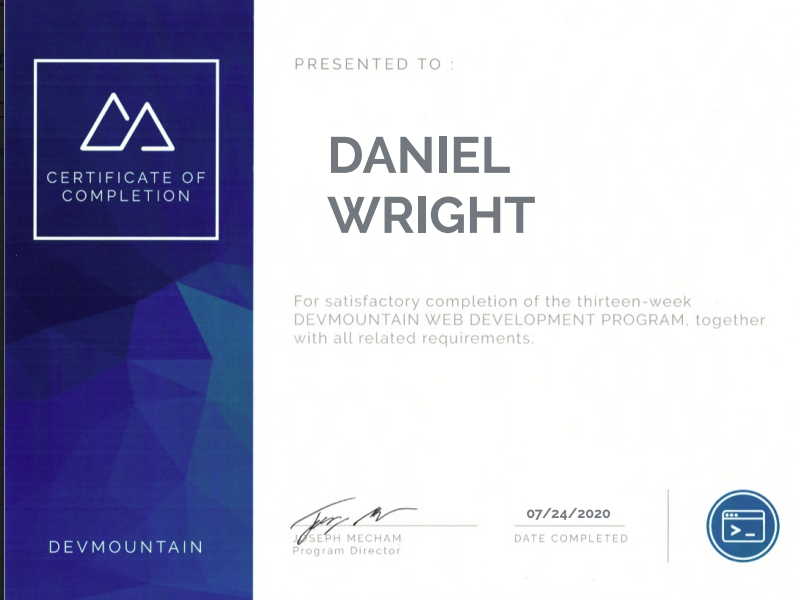 CERTIFICATE OF
COMPLETION
DEVMOUNTAIN
PRESENTED TO :
DANIEL
WRIGHT
For satisfactory completion of the thirteen-week
DEVMOUNTAIN WEB DEVELOPMENT PROGRAM, together
with all related requirements.
JOSEPH MECHAM
Program Director
07/24/2020
DATE COMPLETED
>_